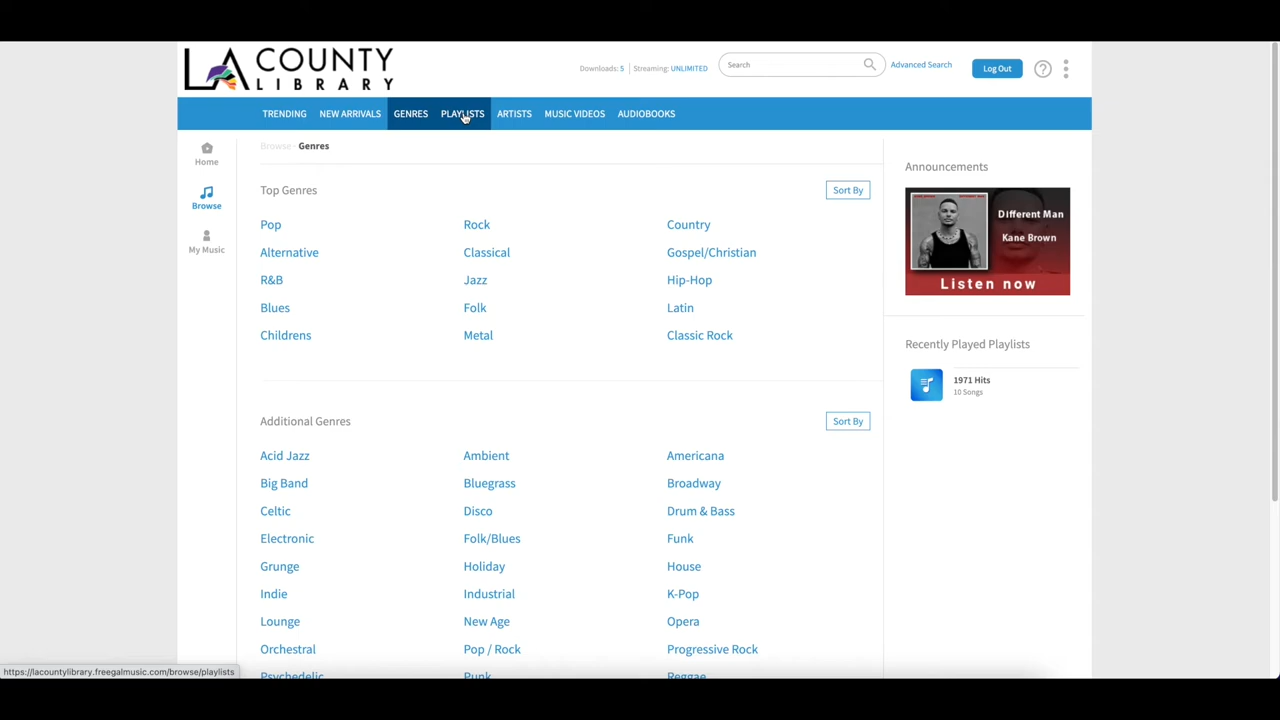 LA COUNTY
LIBRARY
Downloads: 5 | Streaming: UNLIMITED
Search
Advanced Search
Log Out
TRENDING NEW ARRIVALS GENRES PLAYLISTS ARTISTS MUSIC VIDEOS AUDIOBOOKS
Home
Browse
My Music
Browse Genres
Top Genres
Sort By
Pop Rock Country
Alternative Classical Gospel/Christian
R&B Jazz Hip-Hop
Blues Folk Latin
Childrens Metal Classic Rock
Additional Genres
Sort By
Acid Jazz Ambient Americana
Big Band Bluegrass Broadway
Celtic Disco Drum & Bass
Electronic Folk/Blues Funk
Grunge Holiday House
Indie Industrial K-Pop
Lounge New Age Opera
Orchestral Pop / Rock Progressive Rock
Psychedelic Punk Reggae
Announcements
Different Man
Kane Brown
Listen now
Recently Played Playlists
1971 Hits
10 Songs
https://lacountylibrary.freegalmusic.com/browse/playlists